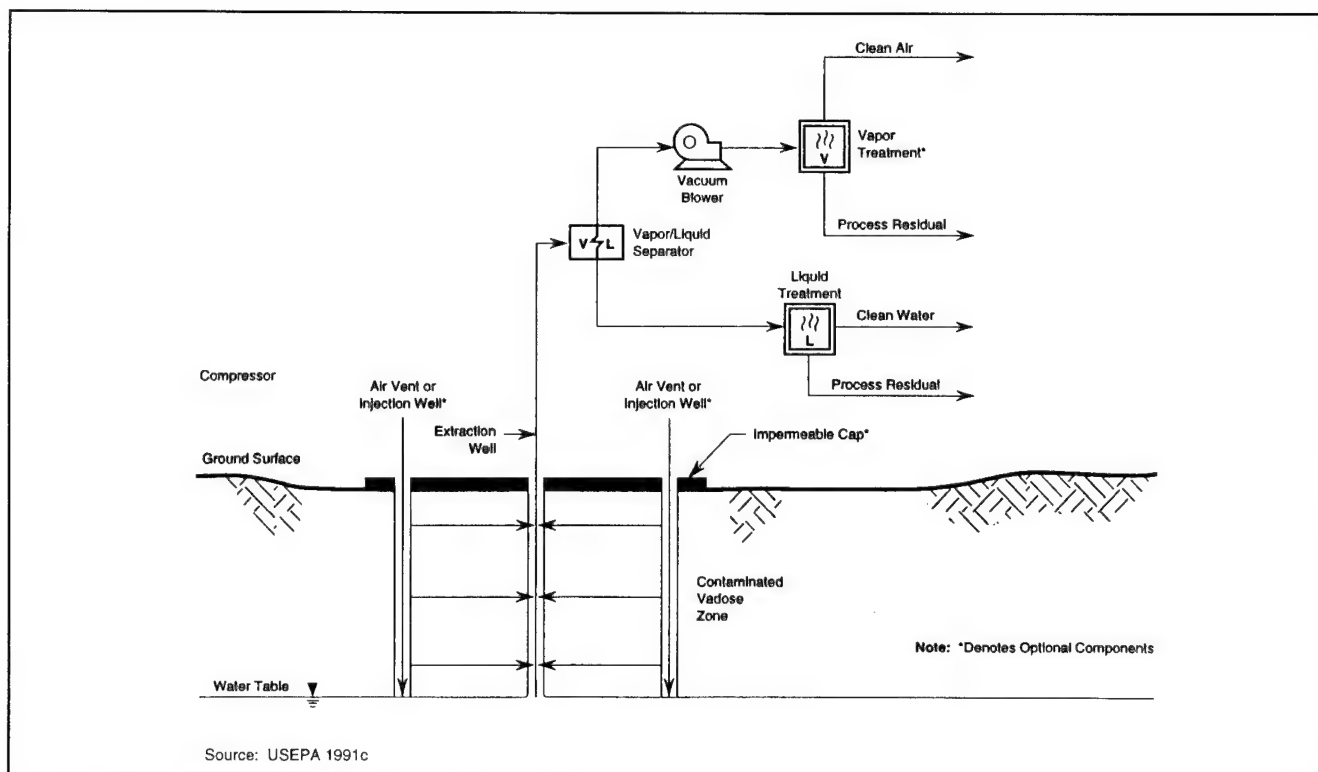 Clean Air
Vapor
Treatment*
V
Vacuum
Blower
Process Residual
V L
Vapor/Liquid
Separator
Liquid
Treatment
L
Clean Water
Process Residual
Compressor
Air Vent or
Injection Well*
Extraction
Well
Air Vent or
Injection Well*
Impermeable Cap*
Ground Surface
Contaminated
Vadose
Zone
Note: *Denotes Optional Components
Water Table
Source: USEPA 1991c